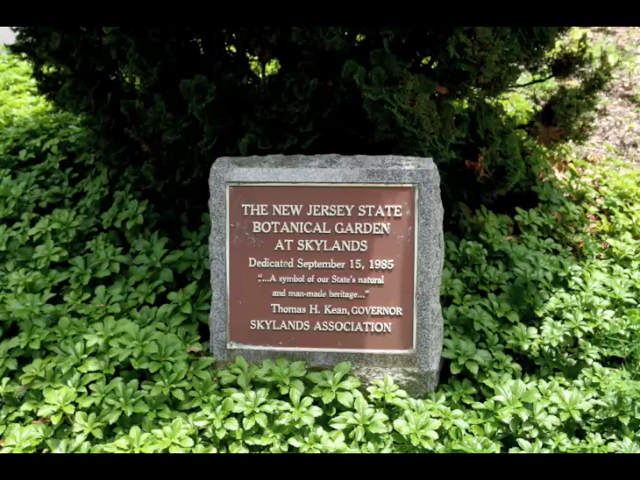 THE NEW JERSEY STATE
BOTANICAL GARDEN
AT SKYLANDS
Dedicated September 15, 1985
"...A symbol of our State's natural
and man-made heritage..."
Thomas H. Kean, GOVERNOR
SKYLANDS ASSOCIATION